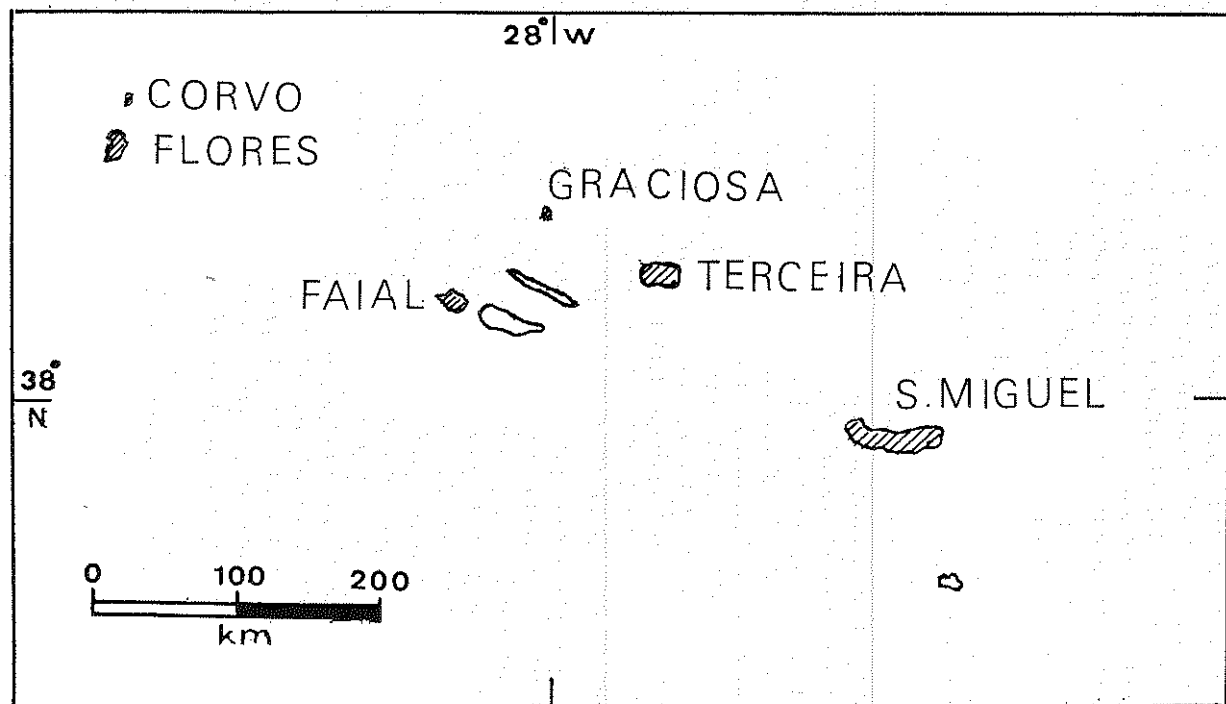 28° W
CORVO
FLORES
GRACIOSA
TERCEIRA
FAIAL
38°
N
S.MIGUEL
0 100 200
km